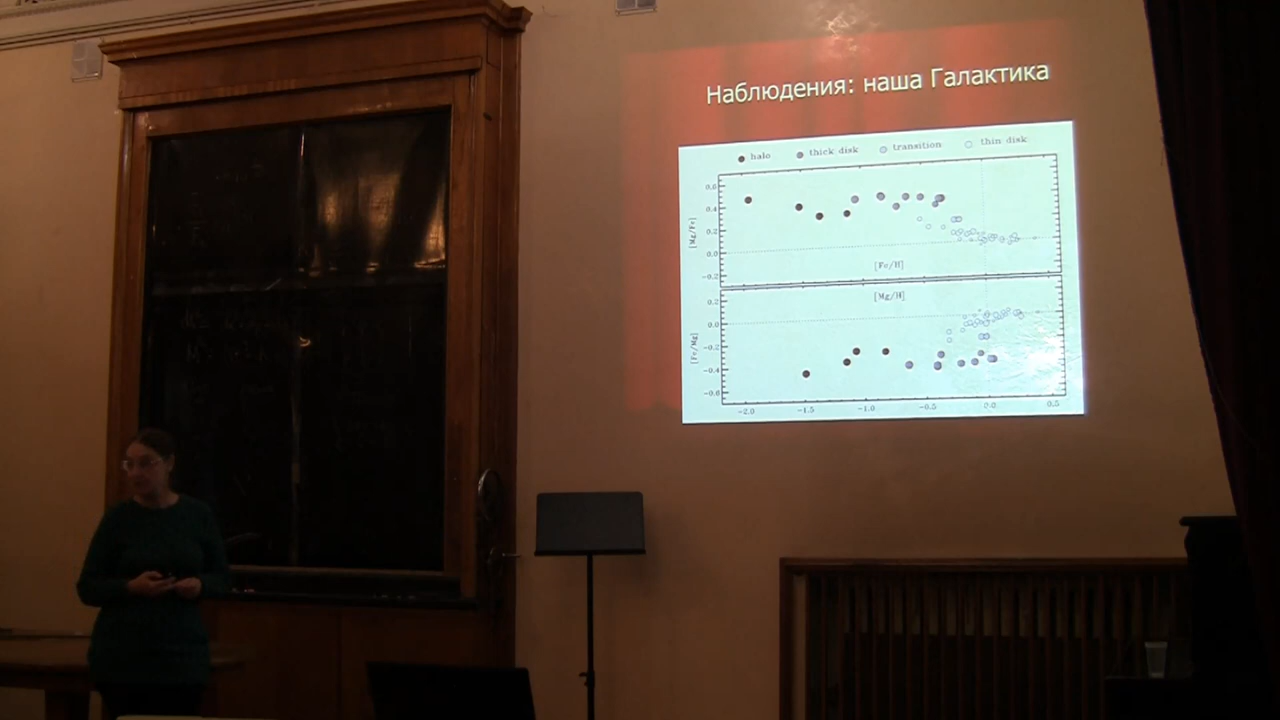 Наблюдения: наша Галактика
halo thick disk transition thin disk
[Mg/Fe]
0.6
0.4
0.2
0.0
−0.2
[Fe/H]
[Mg/H]
[Fe/Mg]
0.2
0.0
−0.2
−0.4
−0.6
−2.0 −1.5 −1.0 −0.5 0.0 0.5